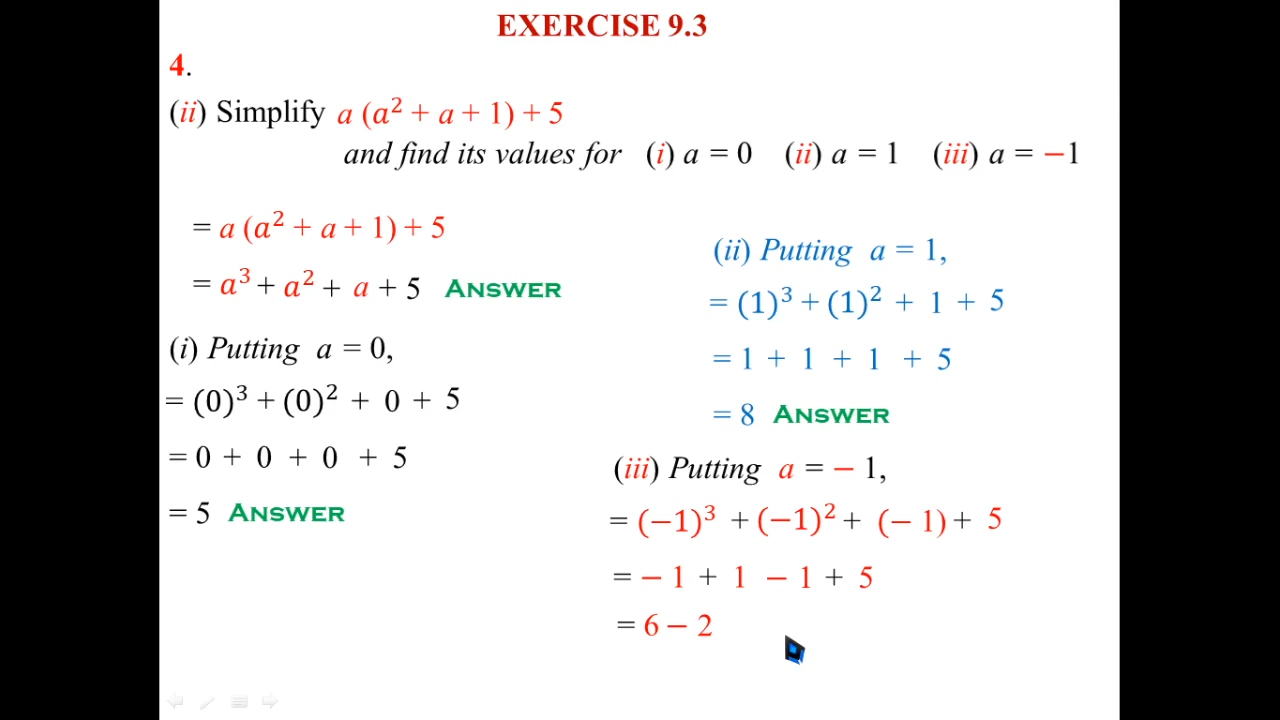 EXERCISE 9.3
4.
(ii) Simplify a (a² + a + 1) + 5
and find its values for (i) a = 0 (ii) a = 1 (iii) a = −1
= a (a² + a + 1) + 5
= a³ + a² + a + 5 ANSWER
(i) Putting a = 0,
= (0)³ + (0)² + 0 + 5
= 0 + 0 + 0 + 5
= 5 ANSWER
(ii) Putting a = 1,
= (1)³ + (1)² + 1 + 5
= 1 + 1 + 1 + 5
= 8 ANSWER
(iii) Putting a = − 1,
= (−1)³ + (−1)² + (− 1) + 5
= − 1 + 1 − 1 + 5
= 6 − 2